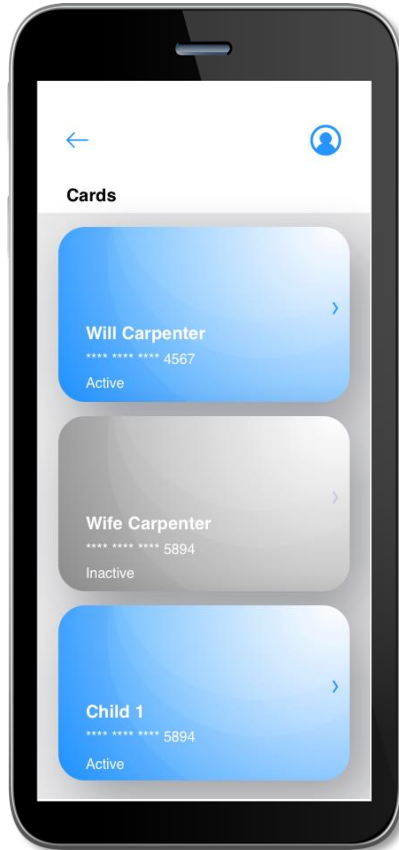 Cards
Will Carpenter
**** **** **** 4567
Active
Wife Carpenter
**** **** **** 5894
Inactive
Child 1
**** **** **** 5894
Active